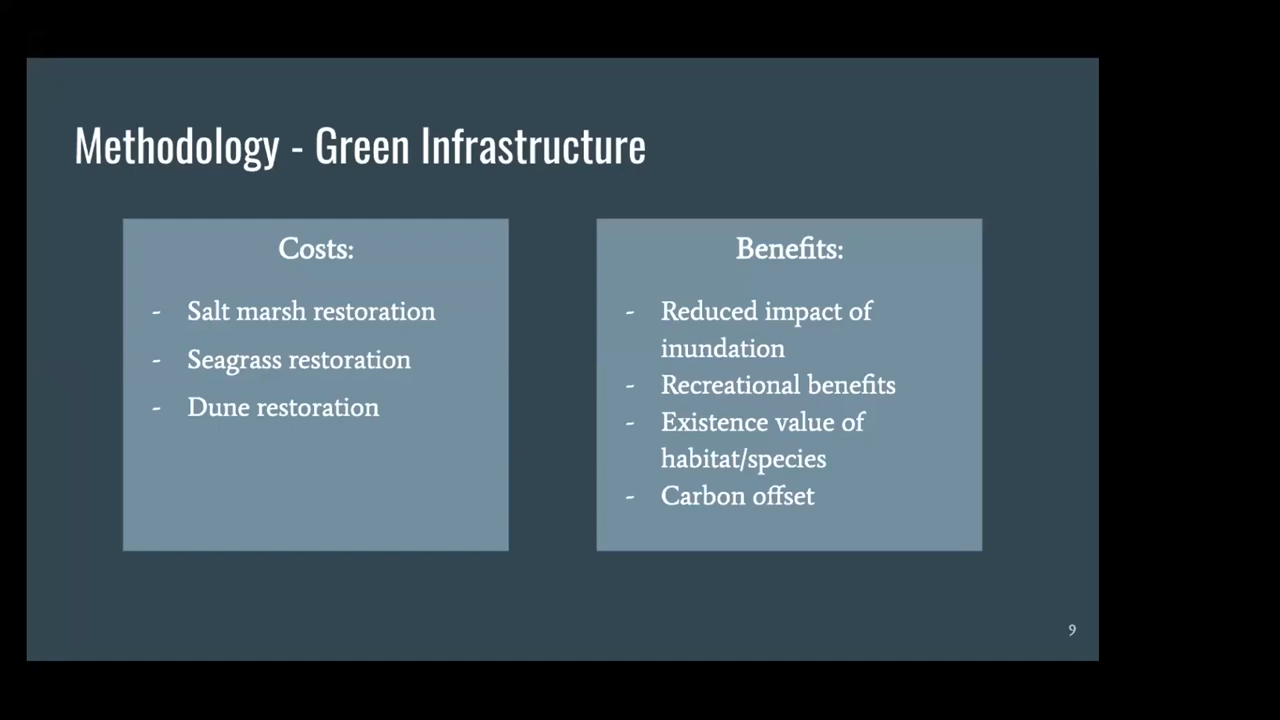 Methodology - Green Infrastructure
Costs:
- Salt marsh restoration
- Seagrass restoration
- Dune restoration
Benefits:
- Reduced impact of
inundation
- Recreational benefits
- Existence value of
habitat/species
- Carbon offset
9